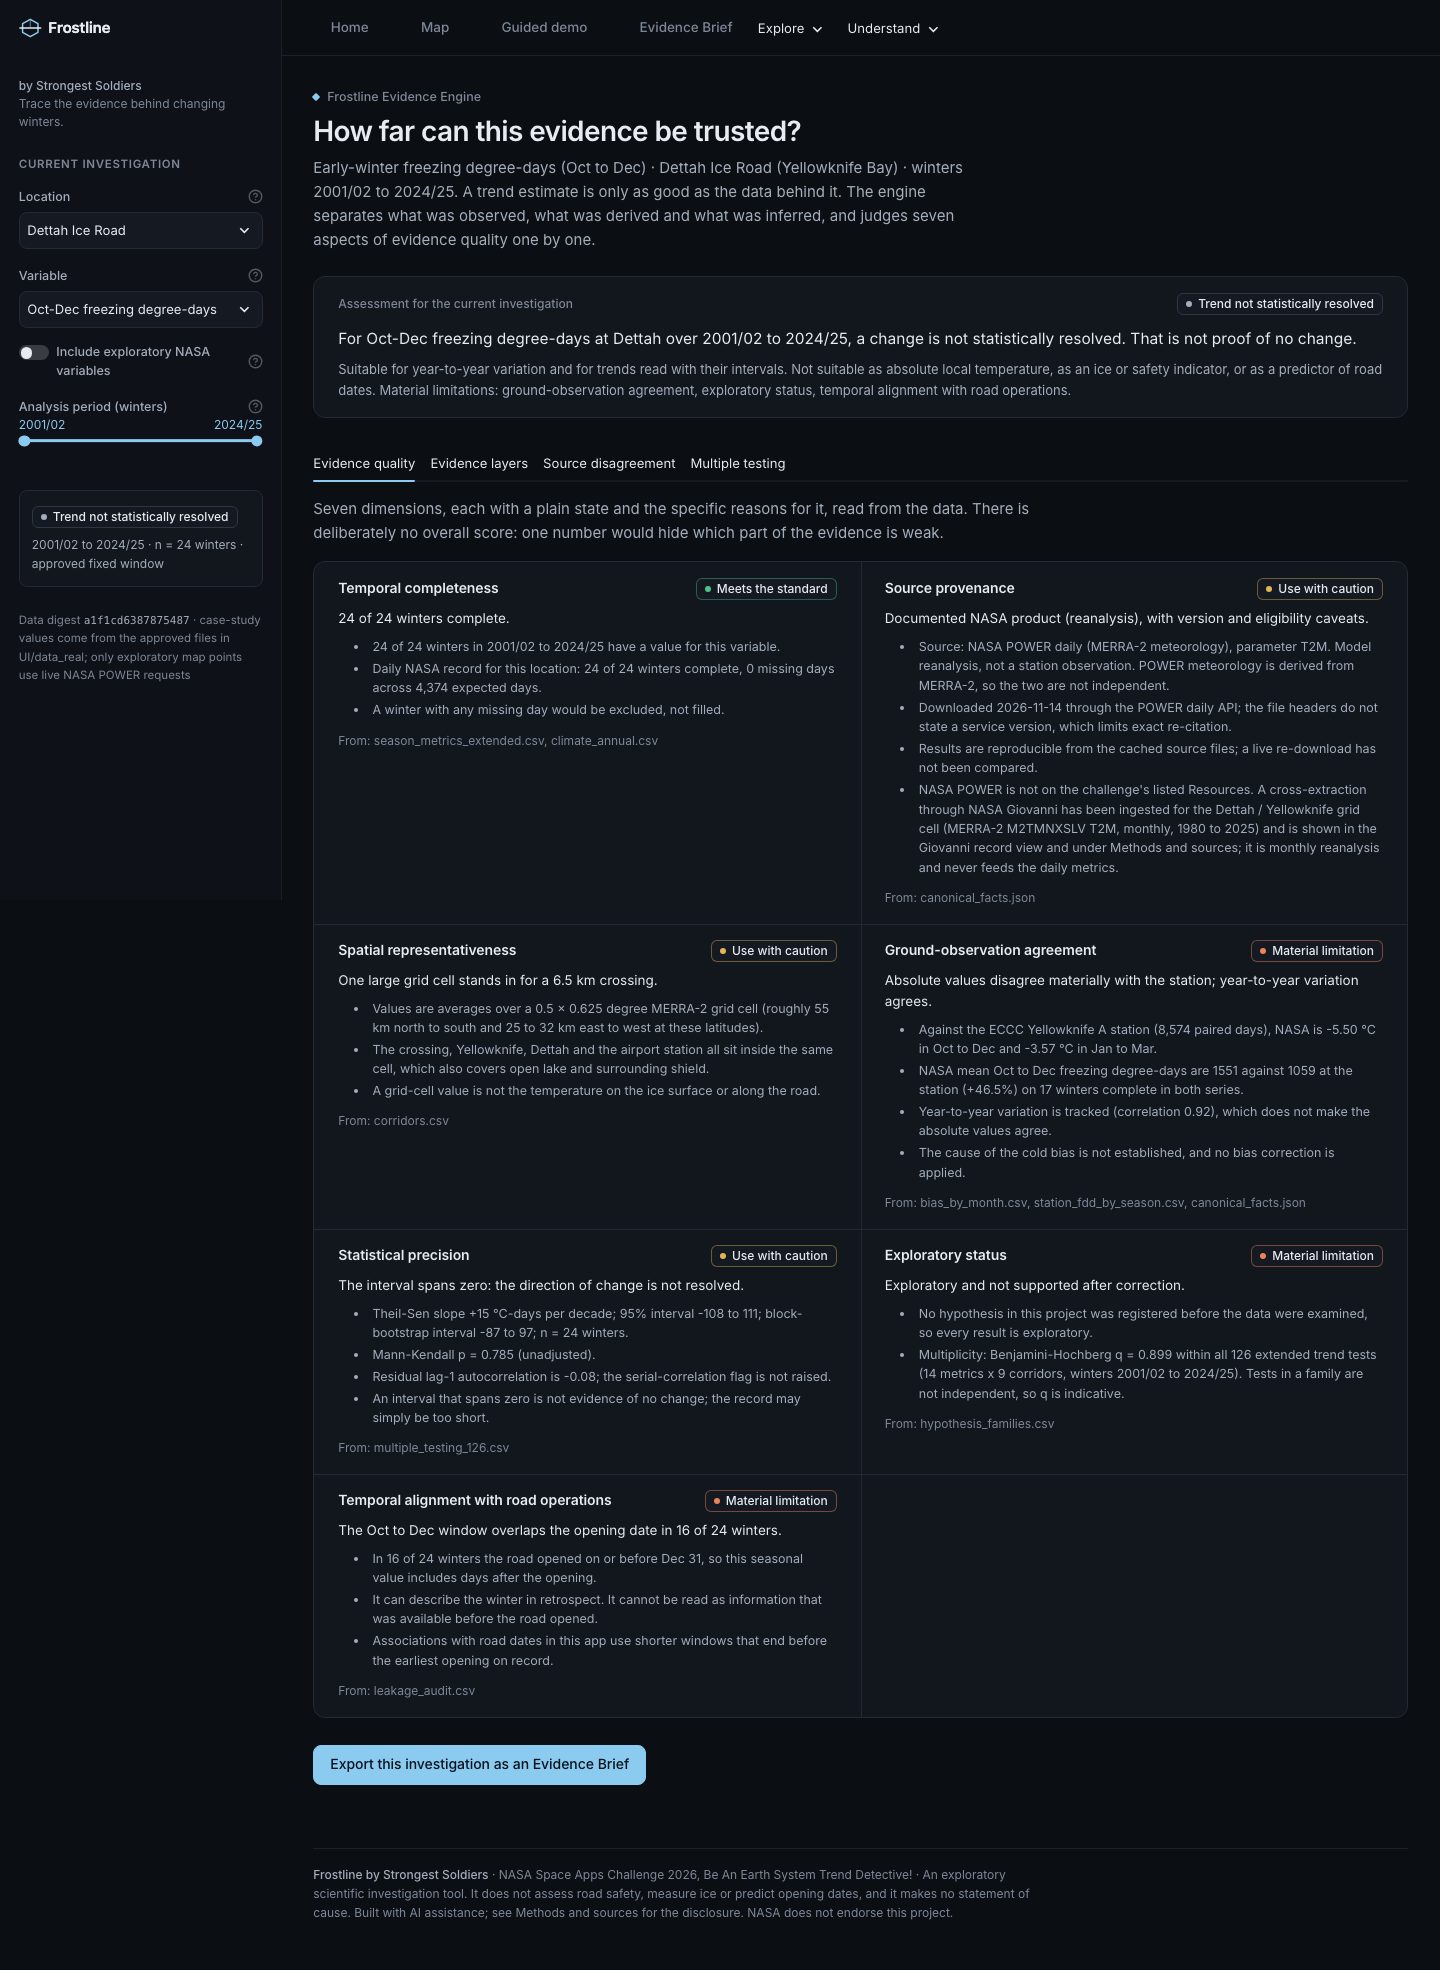 Frostline
by Strongest Soldiers
Trace the evidence behind changing
winters.
CURRENT INVESTIGATION
Location
Dettah Ice Road
Variable
Oct-Dec freezing degree-days
Include exploratory NASA
variables
Analysis period (winters)
2001/02 2024/25
Trend not statistically resolved
2001/02 to 2024/25 · n = 24 winters ·
approved fixed window
Data digest a1f1cd6387875487 · case-study
values come from the approved files in
UI/data_real; only exploratory map points
use live NASA POWER requests
Home Map Guided demo Evidence Brief Explore Understand
Frostline Evidence Engine
How far can this evidence be trusted?
Early-winter freezing degree-days (Oct to Dec) · Dettah Ice Road (Yellowknife Bay) · winters
2001/02 to 2024/25. A trend estimate is only as good as the data behind it. The engine
separates what was observed, what was derived and what was inferred, and judges seven
aspects of evidence quality one by one.
Assessment for the current investigation
Trend not statistically resolved
For Oct-Dec freezing degree-days at Dettah over 2001/02 to 2024/25, a change is not statistically resolved. That is not proof of no change.
Suitable for year-to-year variation and for trends read with their intervals. Not suitable as absolute local temperature, as an ice or safety indicator, or as a predictor of road
dates. Material limitations: ground-observation agreement, exploratory status, temporal alignment with road operations.
Evidence quality Evidence layers Source disagreement Multiple testing
Seven dimensions, each with a plain state and the specific reasons for it, read from the data. There is
deliberately no overall score: one number would hide which part of the evidence is weak.
Temporal completeness
Meets the standard
24 of 24 winters complete.
• 24 of 24 winters in 2001/02 to 2024/25 have a value for this variable.
• Daily NASA record for this location: 24 of 24 winters complete, 0 missing days
across 4,374 expected days.
• A winter with any missing day would be excluded, not filled.
From: season_metrics_extended.csv, climate_annual.csv
Source provenance
Use with caution
Documented NASA product (reanalysis), with version and eligibility caveats.
• Source: NASA POWER daily (MERRA-2 meteorology), parameter T2M. Model
reanalysis, not a station observation. POWER meteorology is derived from
MERRA-2, so the two are not independent.
• Downloaded 2026-11-14 through the POWER daily API; the file headers do not
state a service version, which limits exact re-citation.
• Results are reproducible from the cached source files; a live re-download has
not been compared.
• NASA POWER is not on the challenge's listed Resources. A cross-extraction
through NASA Giovanni has been ingested for the Dettah / Yellowknife grid
cell (MERRA-2 M2TMNXSLV T2M, monthly, 1980 to 2025) and is shown in the
Giovanni record view and under Methods and sources; it is monthly reanalysis
and never feeds the daily metrics.
From: canonical_facts.json
Spatial representativeness
Use with caution
One large grid cell stands in for a 6.5 km crossing.
• Values are averages over a 0.5 × 0.625 degree MERRA-2 grid cell (roughly 55
km north to south and 25 to 32 km east to west at these latitudes).
• The crossing, Yellowknife, Dettah and the airport station all sit inside the same
cell, which also covers open lake and surrounding shield.
• A grid-cell value is not the temperature on the ice surface or along the road.
From: corridors.csv
Ground-observation agreement
Material limitation
Absolute values disagree materially with the station; year-to-year variation
agrees.
• Against the ECCC Yellowknife A station (8,574 paired days), NASA is -5.50 °C
in Oct to Dec and -3.57 °C in Jan to Mar.
• NASA mean Oct to Dec freezing degree-days are 1551 against 1059 at the
station (+46.5%) on 17 winters complete in both series.
• Year-to-year variation is tracked (correlation 0.92), which does not make the
absolute values agree.
• The cause of the cold bias is not established, and no bias correction is
applied.
From: bias_by_month.csv, station_fdd_by_season.csv, canonical_facts.json
Statistical precision
Use with caution
The interval spans zero: the direction of change is not resolved.
• Theil-Sen slope +15 °C-days per decade; 95% interval -108 to 111; block-
bootstrap interval -87 to 97; n = 24 winters.
• Mann-Kendall p = 0.785 (unadjusted).
• Residual lag-1 autocorrelation is -0.08; the serial-correlation flag is not raised.
• An interval that spans zero is not evidence of no change; the record may
simply be too short.
From: multiple_testing_126.csv
Exploratory status
Material limitation
Exploratory and not supported after correction.
• No hypothesis in this project was registered before the data were examined,
so every result is exploratory.
• Multiplicity: Benjamini-Hochberg q = 0.899 within all 126 extended trend tests
(14 metrics x 9 corridors, winters 2001/02 to 2024/25). Tests in a family are
not independent, so q is indicative.
From: hypothesis_families.csv
Temporal alignment with road operations
Material limitation
The Oct to Dec window overlaps the opening date in 16 of 24 winters.
• In 16 of 24 winters the road opened on or before Dec 31, so this seasonal
value includes days after the opening.
• It can describe the winter in retrospect. It cannot be read as information that
was available before the road opened.
• Associations with road dates in this app use shorter windows that end before
the earliest opening on record.
From: leakage_audit.csv
Export this investigation as an Evidence Brief
Frostline by Strongest Soldiers · NASA Space Apps Challenge 2026, Be An Earth System Trend Detective! · An exploratory
scientific investigation tool. It does not assess road safety, measure ice or predict opening dates, and it makes no statement of
cause. Built with AI assistance; see Methods and sources for the disclosure. NASA does not endorse this project.